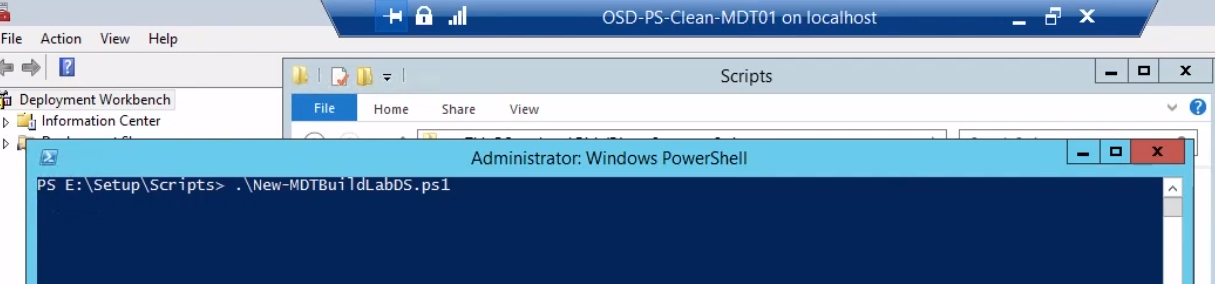 OSD-PS-Clean-MDT01 on localhost
File Action View Help
Scripts
Deployment Workbench
File Home Share View
Information Center
Administrator: Windows PowerShell
PS E:\Setup\Scripts> .\New-MDTBuildLabDS.ps1